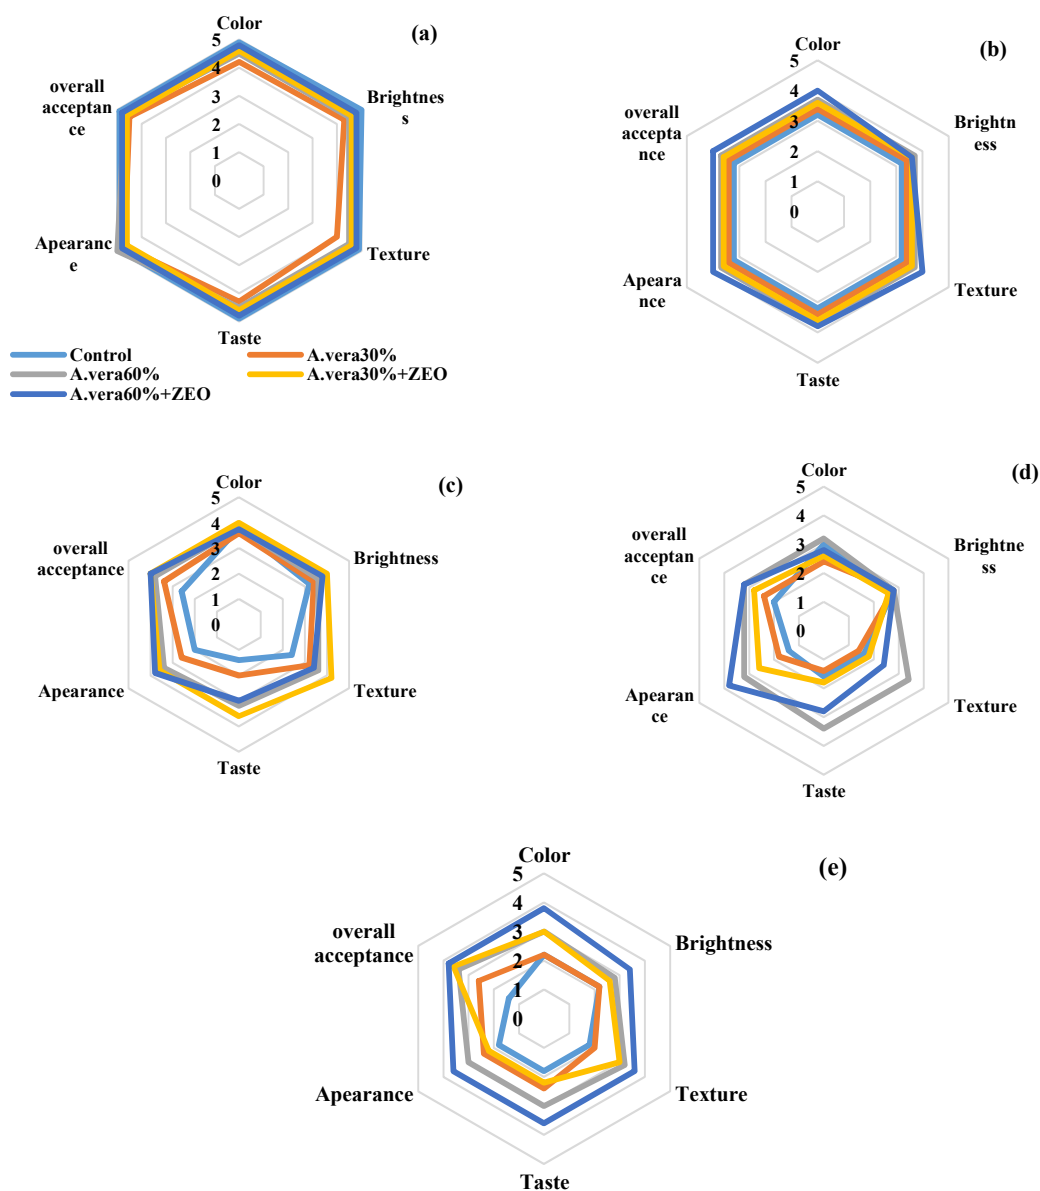 Color
(a)
5
4
3
2
1
0
overall
acceptan
ce
Brightnes
s
Apearanc
e
Texture
Taste
Control
A.vera30%
A.vera60%
A.vera30%+ZEO
A.vera60%+ZEO
(b)
Color
5
4
3
2
1
0
overall
accepta
nce
Brightn
ess
Apeara
nce
Texture
Taste
(c)
Color
5
4
3
2
1
0
overall
acceptance
Brightness
Apearance
Texture
Taste
(d)
Color
5
4
3
2
1
0
overall
acceptan
ce
Brightne
ss
Apearan
ce
Texture
Taste
(e)
Color
5
4
3
2
1
0
overall
acceptance
Brightness
Apearance
Texture
Taste